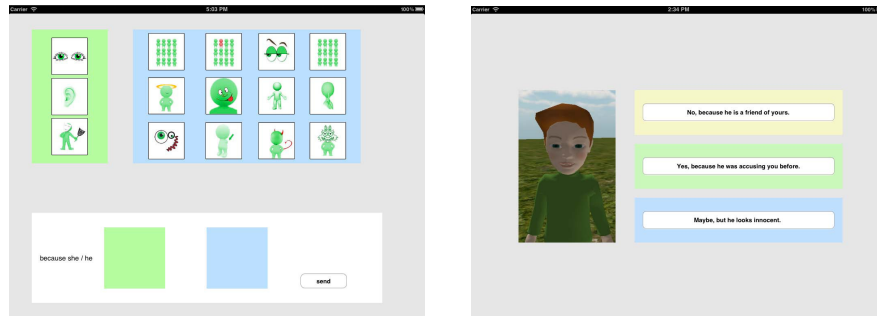 Carrier 5:03 PM 100%
because she / he
send
Carrier 2:34 PM 100%
No, because he is a friend of yours.
Yes, because he was accusing you before.
Maybe, but he looks innocent.